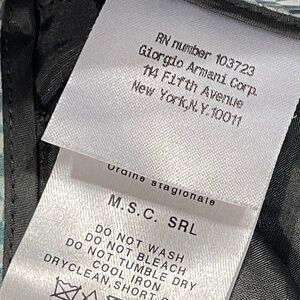 RN number 103723
Giorgio Armani Corp.
114 Fifth Avenue
New York,N.Y.10011
Ordine stagionale
M.S.C. SRL
DO NOT WASH
DO NOT BLEACH
DO NOT TUMBLE DRY
COOL IRON
DRYCLEAN,SHORT